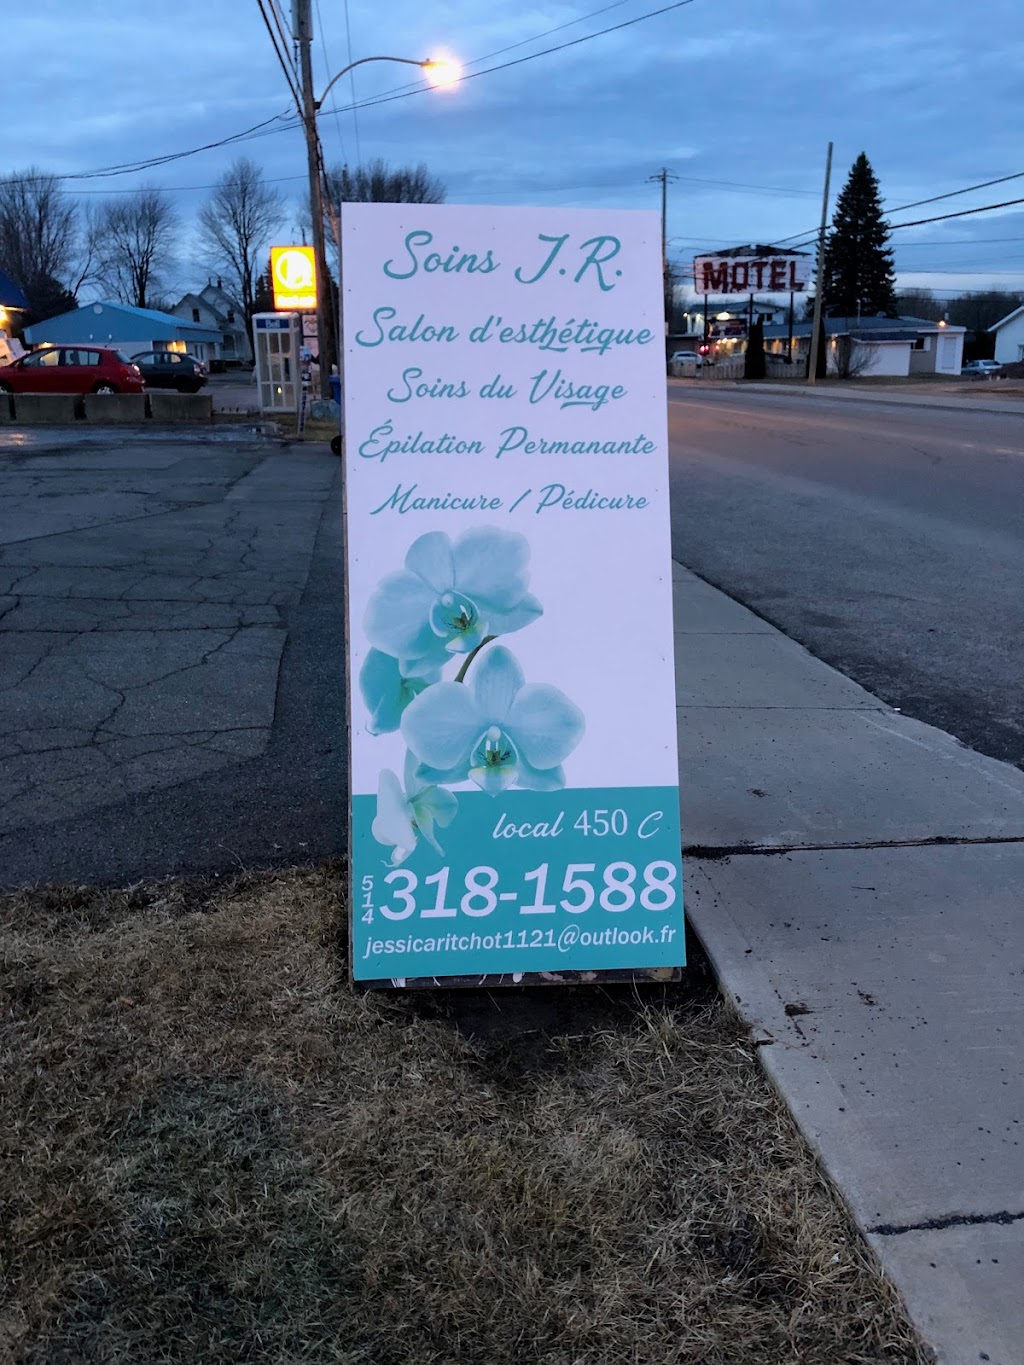 Soins J.R.
Salon d'esthétique
Soins du Visage
Épilation Permanante
Manicure / Pédicure
local 450 C
514 318-1588
jessicaritchot1121@outlook.fr
MOTEL
Bell